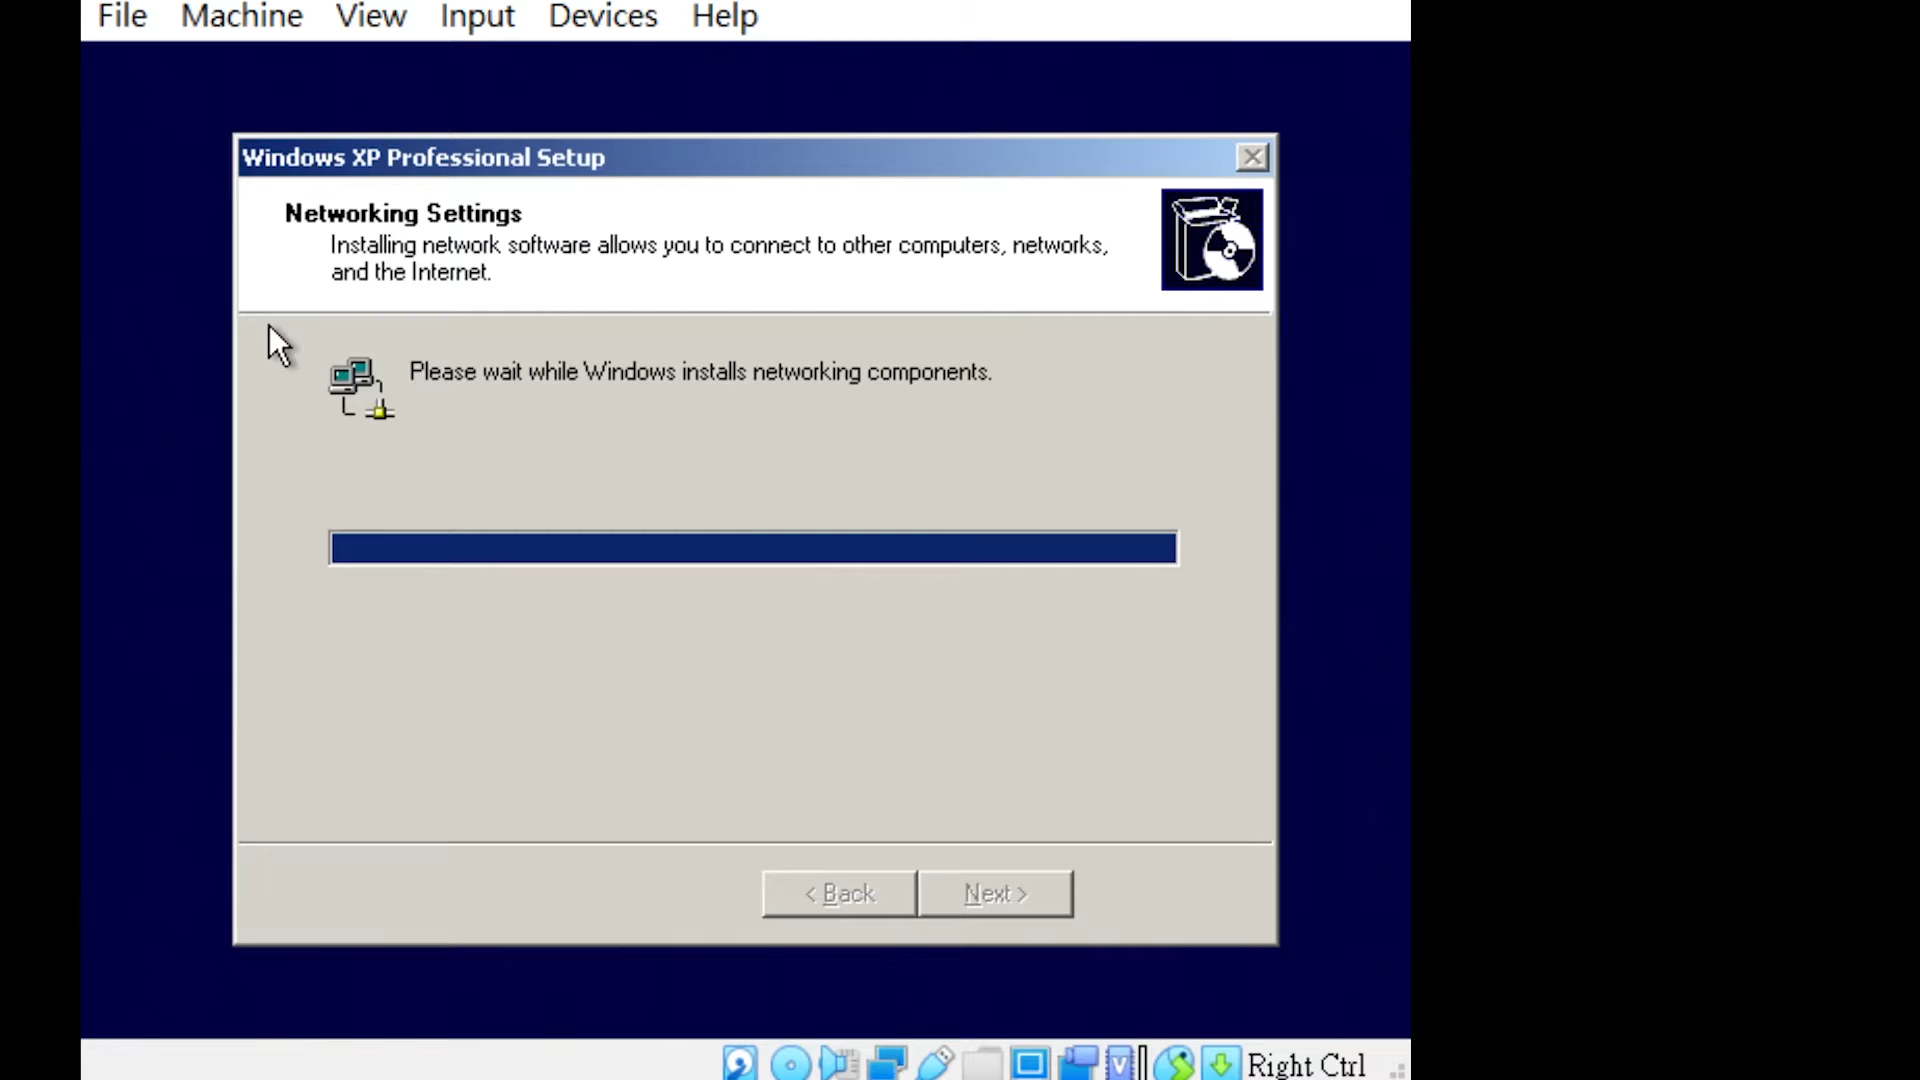 File Machine View Input Devices Help
Windows XP Professional Setup
Networking Settings
Installing network software allows you to connect to other computers, networks,
and the Internet.
Please wait while Windows installs networking components.
< Back Next >
Right Ctrl